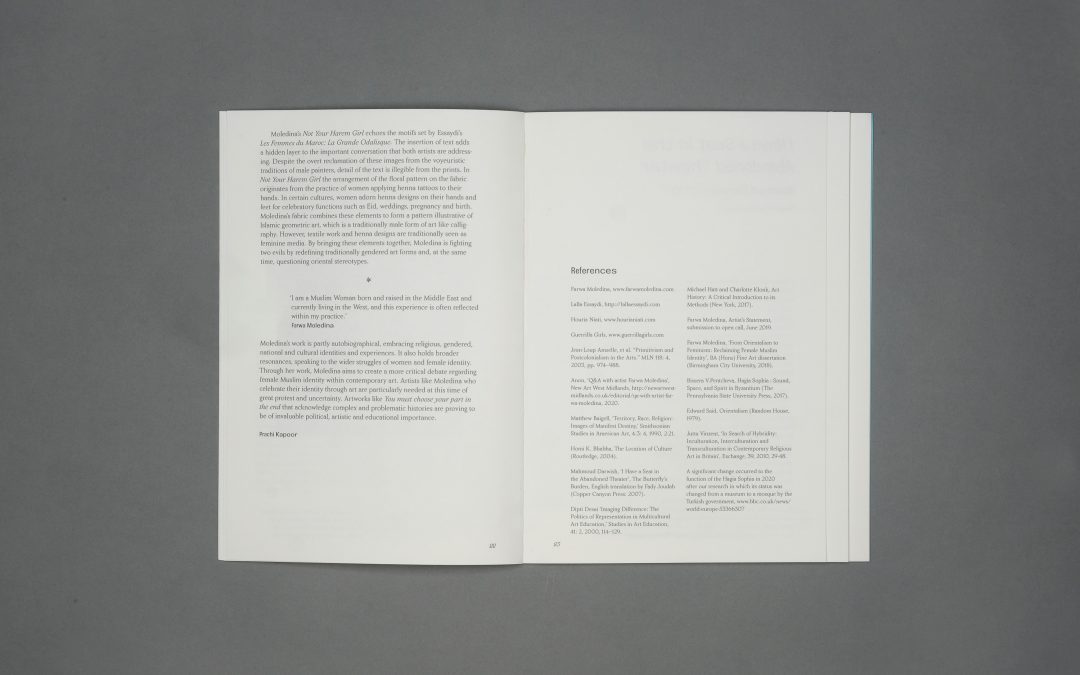 Moledina's Not Your Harem Girl echoes the motifs set by Essaydi's
Les Femmes du Maroc: La Grande Odalisque. The insertion of text adds
a hidden layer to the important conversation that both artists are address-
ing. Despite the overt reclamation of these images from the voyeuristic
traditions of male painters, detail of the text is illegible from the prints. In
Not Your Harem Girl the arrangement of the floral pattern on the fabric
originates from the practice of women applying henna tattoos to their
hands. In certain cultures, women adorn henna designs on their hands and
feet for celebratory functions such as Eid, weddings, pregnancy and birth.
Moledina's fabric combines these elements to form a pattern illustrative of
Islamic geometric art, which is a traditionally male form of art like callig-
raphy. However, textile work and henna designs are traditionally seen as
feminine media. By bringing these elements together, Moledina is fighting
two evils by redefining traditionally gendered art forms and, at the same
time, questioning oriental stereotypes.
*
'I am a Muslim Woman born and raised in the Middle East and
currently living in the West, and this experience is often reflected
within my practice.'
Farwa Moledina
Moledina's work is partly autobiographical, embracing religious, gendered,
national and cultural identities and experiences. It also holds broader
resonances, speaking to the wider struggles of women and female identity.
Through her work, Moledina aims to create a more critical debate regarding
female Muslim identity within contemporary art. Artists like Moledina who
celebrate their identity through art are particularly needed at this time of
great protest and uncertainty. Artworks like You must choose your part in
the end that acknowledge complex and problematic histories are proving to
be of invaluable political, artistic and educational importance.
Prachi Kapoor
References
Farwa Moledina, www.farwamoledina.com
Lalla Essaydi, http://lallaessaydi.com
Houria Niati, www.hourianiati.com
Guerrilla Girls, www.guerrillagirls.com
Jean-Loup Amselle, et al. "Primitivism and
Postcolonialism in the Arts." MLN 118: 4,
2003, pp. 974–988.
Anon, 'Q&A with artist Farwa Moledina',
New Art West Midlands, http://newartwest-
midlands.co.uk/editorial/qa-with-artist-far-
wa-moledina, 2020.
Matthew Baigell, 'Territory, Race, Religion:
Images of Manifest Destiny,' Smithsonian
Studies in American Art, 4:3: 4, 1990, 2-21.
Homi K. Bhabha, The Location of Culture
(Routledge, 2004).
Mahmoud Darwish, 'I Have a Seat in
the Abandoned Theater', The Butterfly's
Burden, English translation by Fady Joudah
(Copper Canyon Press: 2007).
Dipti Desai 'Imaging Difference: The
Politics of Representation in Multicultural
Art Education,' Studies in Art Education,
41: 2, 2000, 114–129.
Michael Hatt and Charlotte Klonk, Art
History: A Critical Introduction to its
Methods (New York, 2017).
Farwa Moledina, Artist's Statement,
submission to open call, June 2019.
Farwa Moledina, 'From Orientalism to
Feminism: Reclaiming Female Muslim
Identity', BA (Hons) Fine Art dissertation
(Birmingham City University, 2018).
Bissera V.Pentcheva, Hagia Sophia : Sound,
Space, and Spirit in Byzantium (The
Pennsylvania State University Press, 2017).
Edward Said, Orientalism (Random House,
1979).
Jutta Vinzent, 'In Search of Hybridity:
Inculturation, Interculturation and
Transculturation in Contemporary Religious
Art in Britain', Exchange, 39, 2010, 29-48.
A significant change occurred to the
function of the Hagia Sophia in 2020
after our research in which its status was
changed from a museum to a mosque by the
Turkish government, www.bbc.co.uk/news/
world-europe-53366307